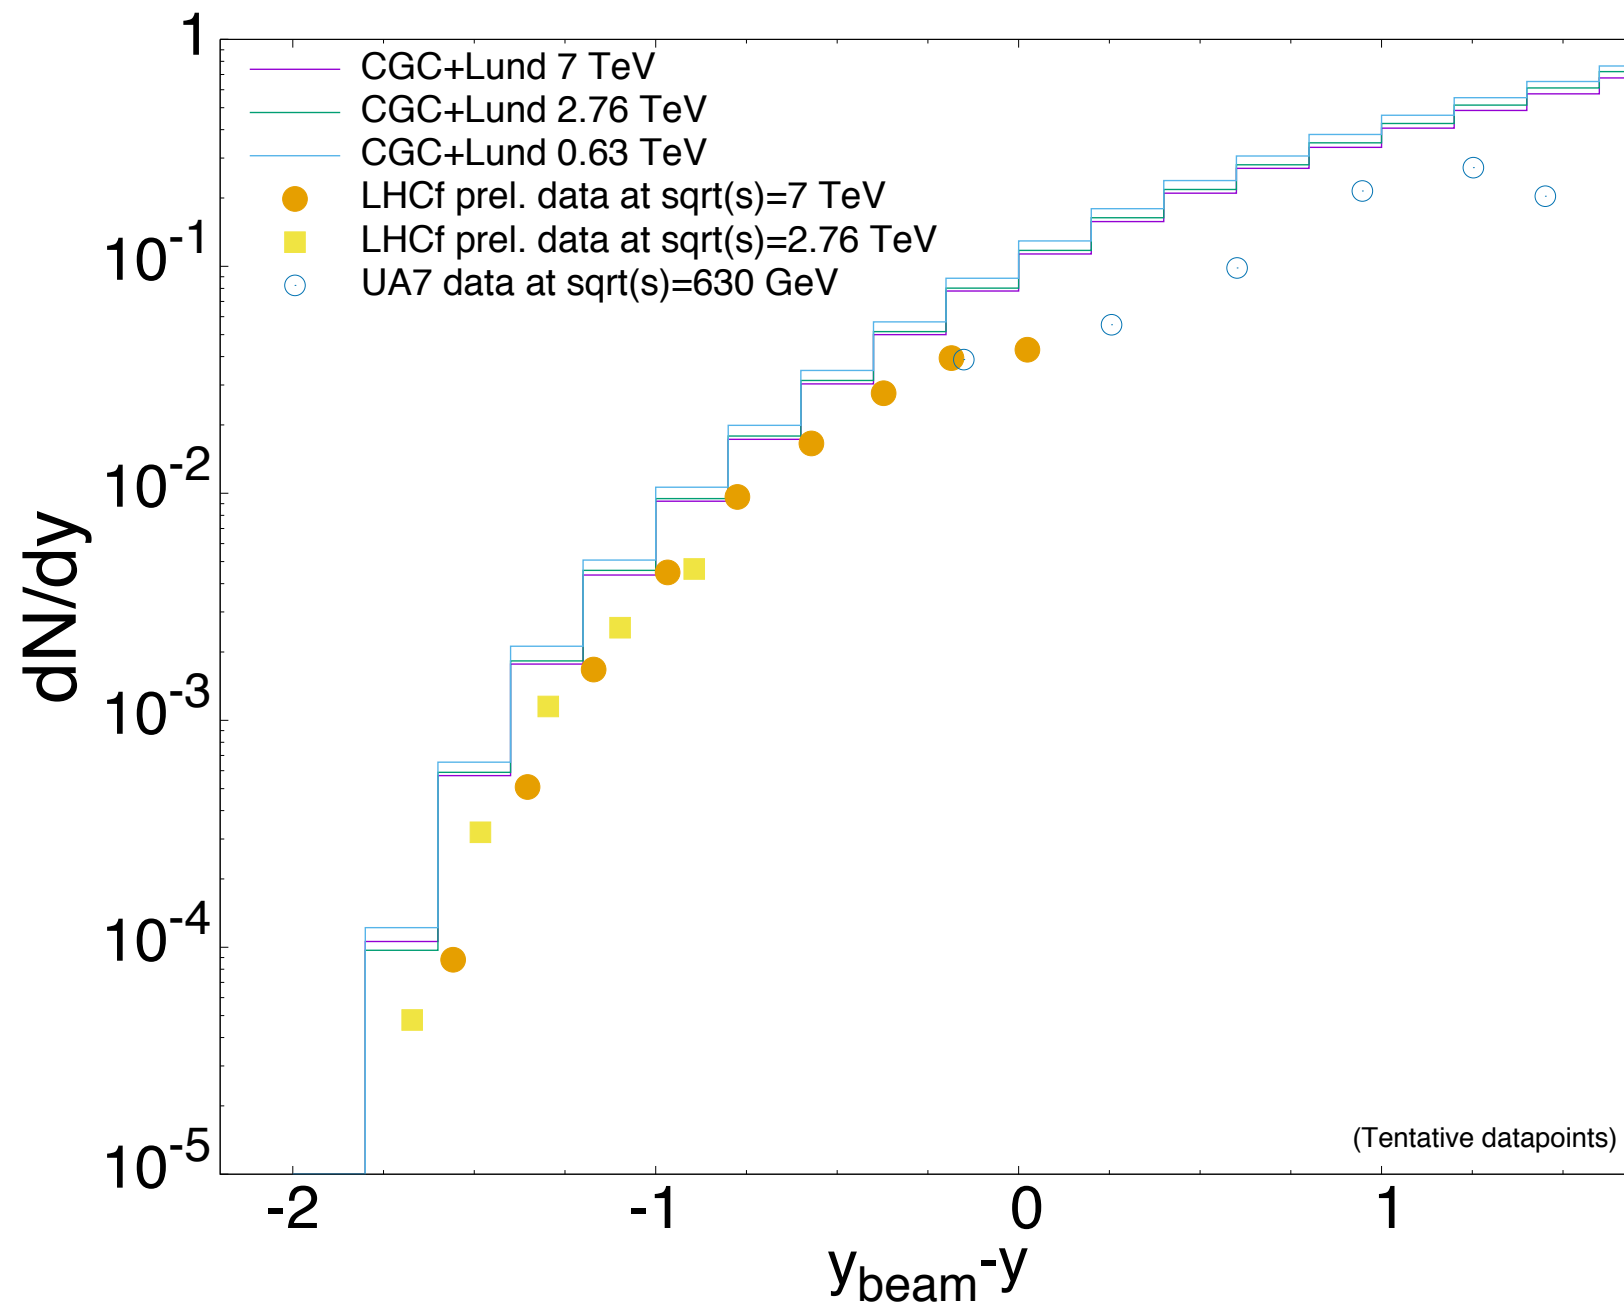 1
CGC+Lund 7 TeV
CGC+Lund 2.76 TeV
CGC+Lund 0.63 TeV
LHCf prel. data at sqrt(s)=7 TeV
LHCf prel. data at sqrt(s)=2.76 TeV
UA7 data at sqrt(s)=630 GeV
10-1
10-2
10-3
10-4
10-5
dN/dy
(Tentative datapoints)
-2 -1 0 1
ybeam-y